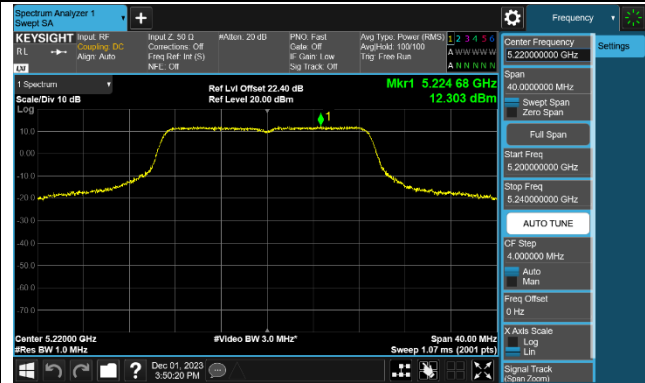 Spectrum Analyzer 1
Swept SA
+
Frequency
KEYSIGHT Input: RF Input Z: 50 Ω #Atten: 20 dB PNO: Fast Avg Type: Power (RMS) 1 2 3 4 5 6
RL Coupling: DC Corrections: Off Gate: Off Avg|Hold: 100/100 A W W W W W
Align: Auto Freq Ref: Int (S) IF Gain: Low Trig: Free Run
LXI NFE: Off Sig Track: Off A N N N N N
Center Frequency
5.220000000 GHz
Settings
Span
40.0000000 MHz
Swept Span
Zero Span
Full Span
Start Freq
5.200000000 GHz
Stop Freq
5.240000000 GHz
AUTO TUNE
CF Step
4.000000 MHz
Auto
Man
Freq Offset
0 Hz
X Axis Scale
Log
Lin
Signal Track
(Span Zoom)
1 Spectrum
Ref Lvl Offset 22.40 dB
Mkr1 5.224 68 GHz
Scale/Div 10 dB
Ref Level 20.00 dBm
12.303 dBm
Log
1
10.0
0.00
-10.0
-20.0
-30.0
-40.0
-50.0
-60.0
-70.0
Center 5.22000 GHz
#Video BW 3.0 MHz*
Span 40.00 MHz
#Res BW 1.0 MHz
Sweep 1.07 ms (2001 pts)
?
Dec 01, 2023
3:50:20 PM